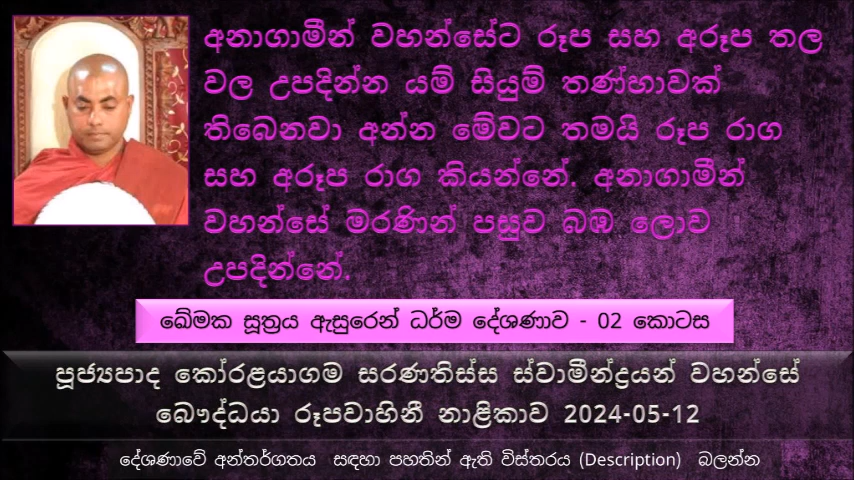 අනාගාමීන් වහන්සේට රූප සහ අරූප තල
වල උපදින්න යම් සියුම් තණ්හාවක්
තිබෙනවා අන්න මේවට තමයි රූප රාග
සහ අරූප රාග කියන්නේ. අනාගාමීන්
වහන්සේ මරණින් පසුව බඹ ලොව
උපදින්නේ.
ඛේමක සූත්‍රය ඇසුරෙන් ධර්ම දේශණාව - 02 කොටස
පූජ්‍යපාද කෝරළයාගම සරණතිස්ස ස්වාමීන්ද්‍රයන් වහන්සේ
බෞද්ධයා රූපවාහිනී නාළිකාව 2024-05-12
දේශණාවේ අන්තර්ගතය සඳහා පහතින් ඇති විස්තරය (Description) බලන්න